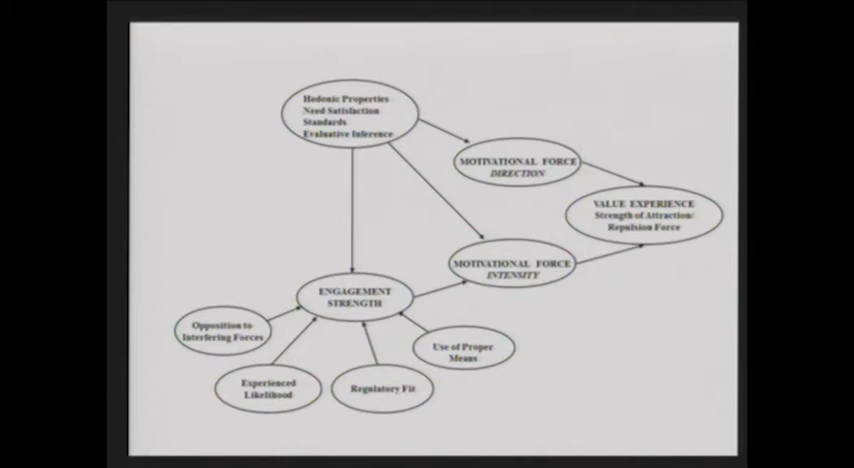 Hedonic Properties
Need Satisfaction
Standards
Evaluative Inference
MOTIVATIONAL FORCE
DIRECTION
VALUE EXPERIENCE
Strength of Attraction/
Repulsion Force
MOTIVATIONAL FORCE
INTENSITY
ENGAGEMENT
STRENGTH
Opposition to
Interfering Forces
Use of Proper
Means
Experienced
Likelihood
Regulatory Fit